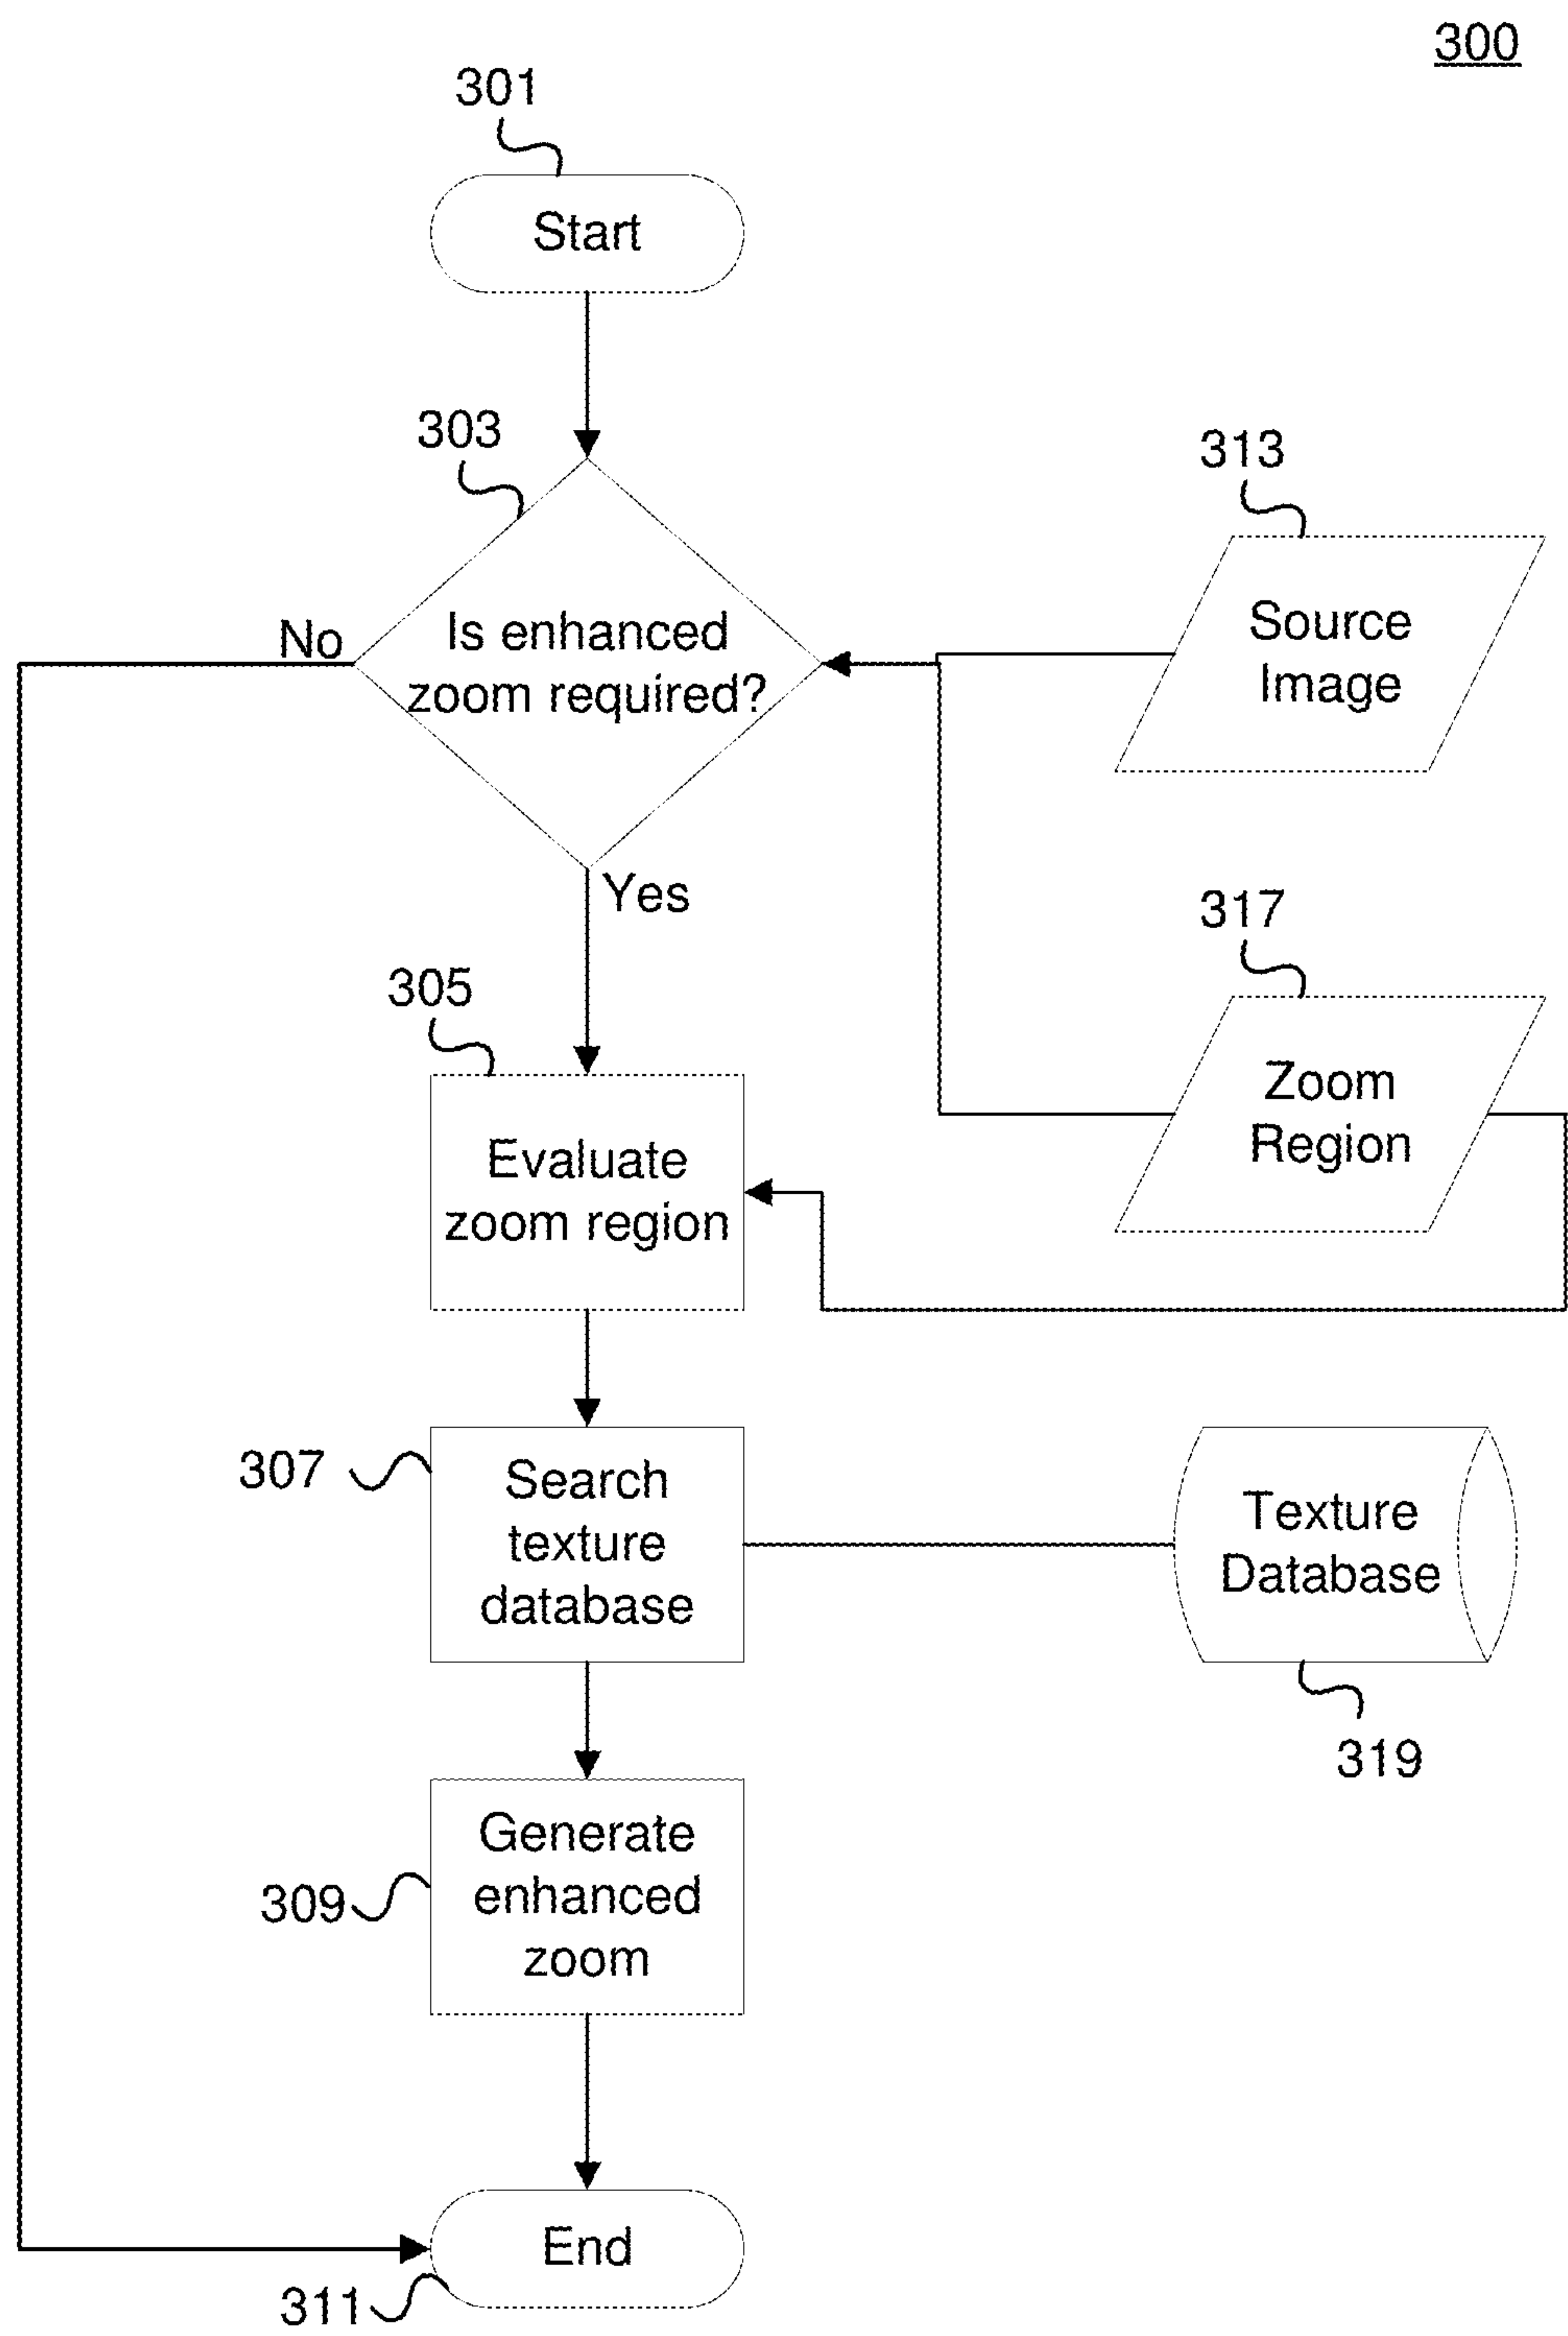 300
301
Start
303
313
Is enhanced
zoom required?
No
Source
Image
Yes
317
305
Zoom
Region
Evaluate
zoom region
307
Search
texture
database
Texture
Database
319
Generate
enhanced
zoom
309
End
311